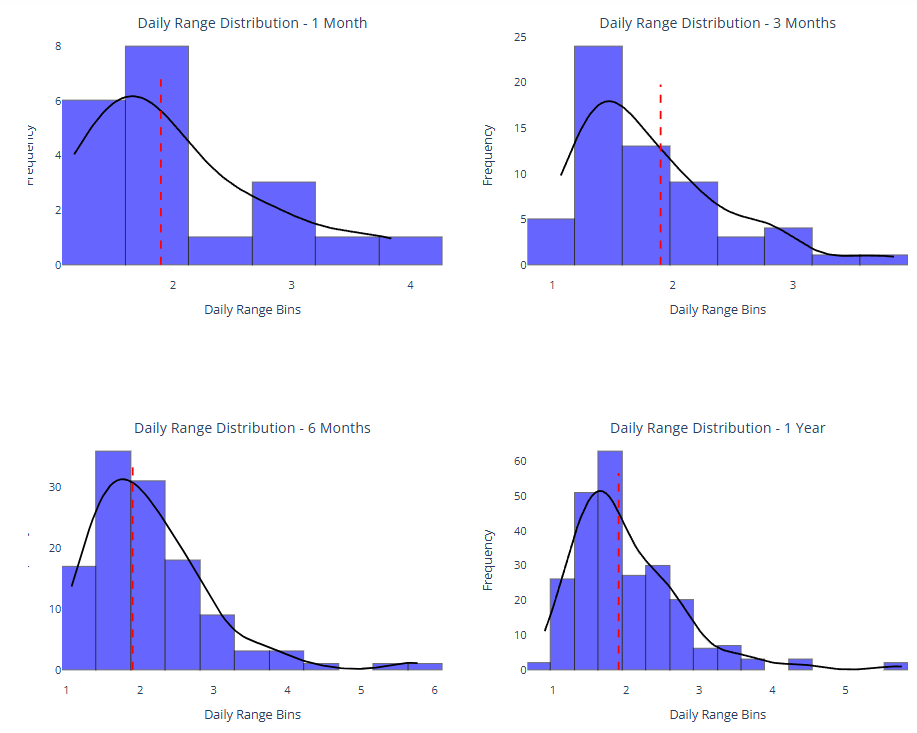 Daily Range Distribution - 1 Month
8
6
4
2
0
Frequency
2 3 4
Daily Range Bins
Daily Range Distribution - 3 Months
25
20
15
10
5
0
Frequency
1 2 3
Daily Range Bins
Daily Range Distribution - 6 Months
30
20
10
0
1 2 3 4 5 6
Daily Range Bins
Daily Range Distribution - 1 Year
60
50
40
30
20
10
0
Frequency
1 2 3 4 5
Daily Range Bins